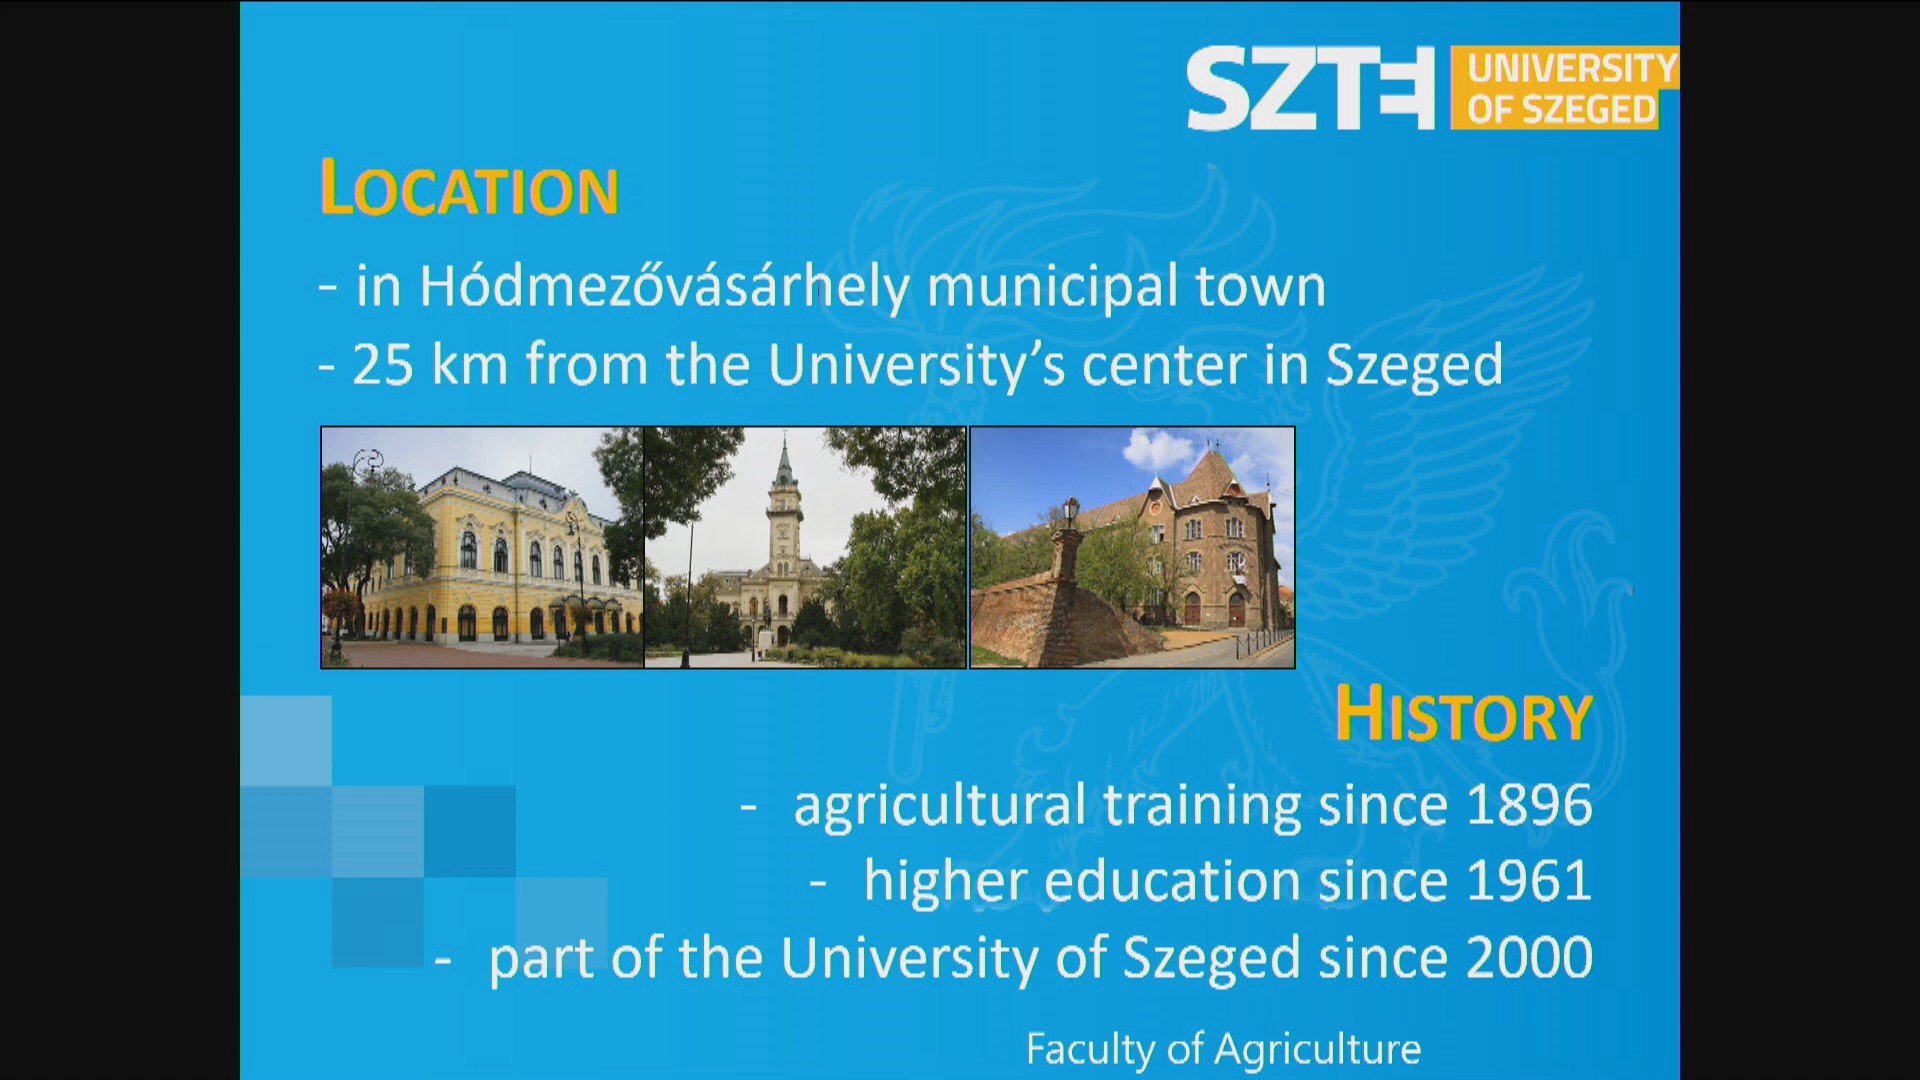 SZTE UNIVERSITY
OF SZEGED
LOCATION
- in Hódmezővásárhely municipal town
- 25 km from the University's center in Szeged
HISTORY
- agricultural training since 1896
- higher education since 1961
- part of the University of Szeged since 2000
Faculty of Agriculture